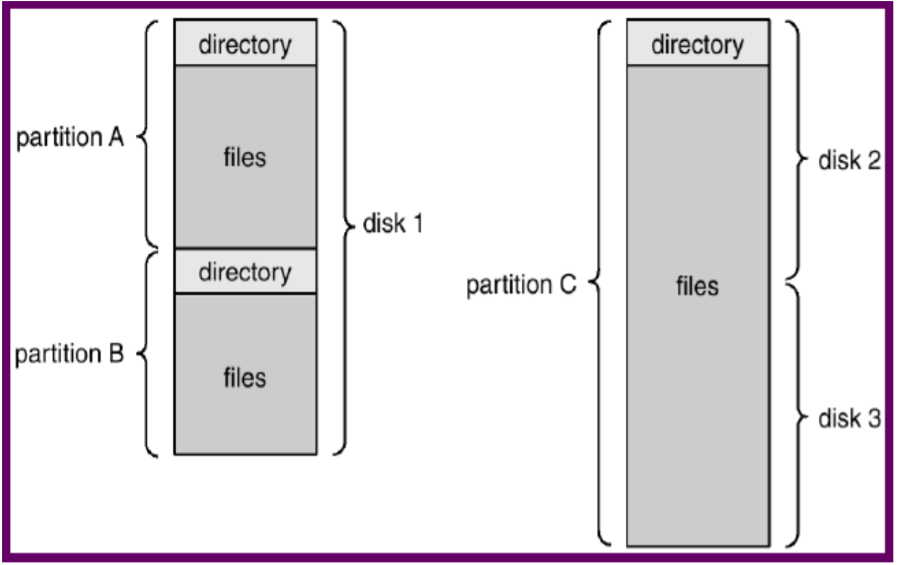 directory
partition A
files
disk 1
directory
partition B
files
directory
disk 2
partition C
files
disk 3